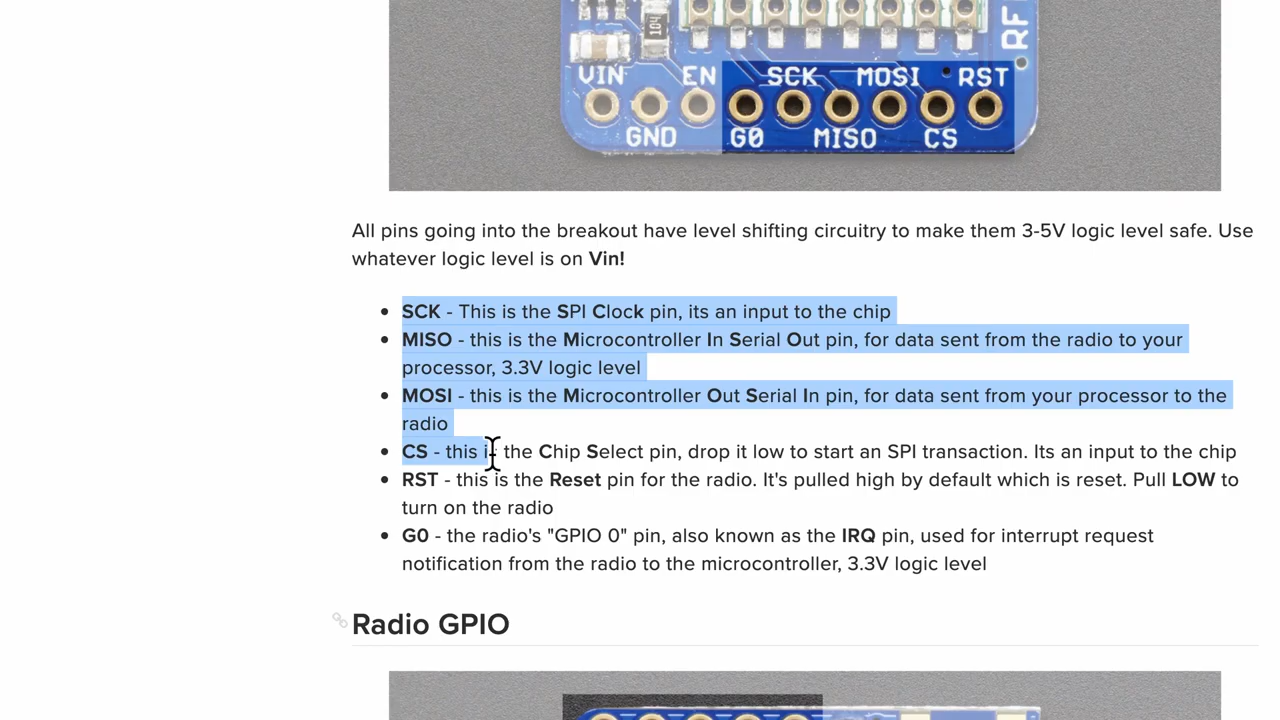 104
RF
VIN EN SCK MOSI RST
GND G0 MISO CS
All pins going into the breakout have level shifting circuitry to make them 3-5V logic level safe. Use
whatever logic level is on Vin!
SCK - This is the SPI Clock pin, its an input to the chip
MISO - this is the Microcontroller In Serial Out pin, for data sent from the radio to your
processor, 3.3V logic level
MOSI - this is the Microcontroller Out Serial In pin, for data sent from your processor to the
radio
CS - this is the Chip Select pin, drop it low to start an SPI transaction. Its an input to the chip
RST - this is the Reset pin for the radio. It's pulled high by default which is reset. Pull LOW to
turn on the radio
G0 - the radio's "GPIO 0" pin, also known as the IRQ pin, used for interrupt request
notification from the radio to the microcontroller, 3.3V logic level
Radio GPIO